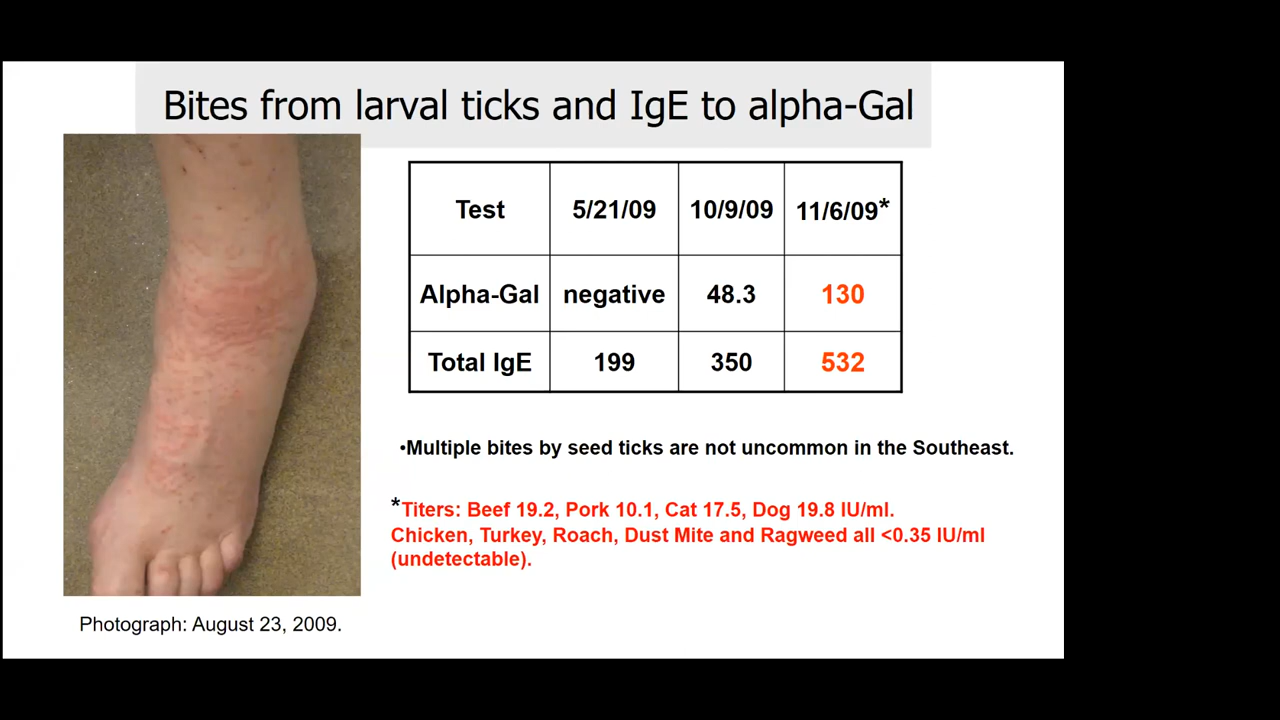 Bites from larval ticks and IgE to alpha-Gal
Test 5/21/09 10/9/09 11/6/09*
Alpha-Gal negative 48.3 130
Total IgE 199 350 532
•Multiple bites by seed ticks are not uncommon in the Southeast.
*Titers: Beef 19.2, Pork 10.1, Cat 17.5, Dog 19.8 IU/ml.
Chicken, Turkey, Roach, Dust Mite and Ragweed all <0.35 IU/ml
(undetectable).
Photograph: August 23, 2009.